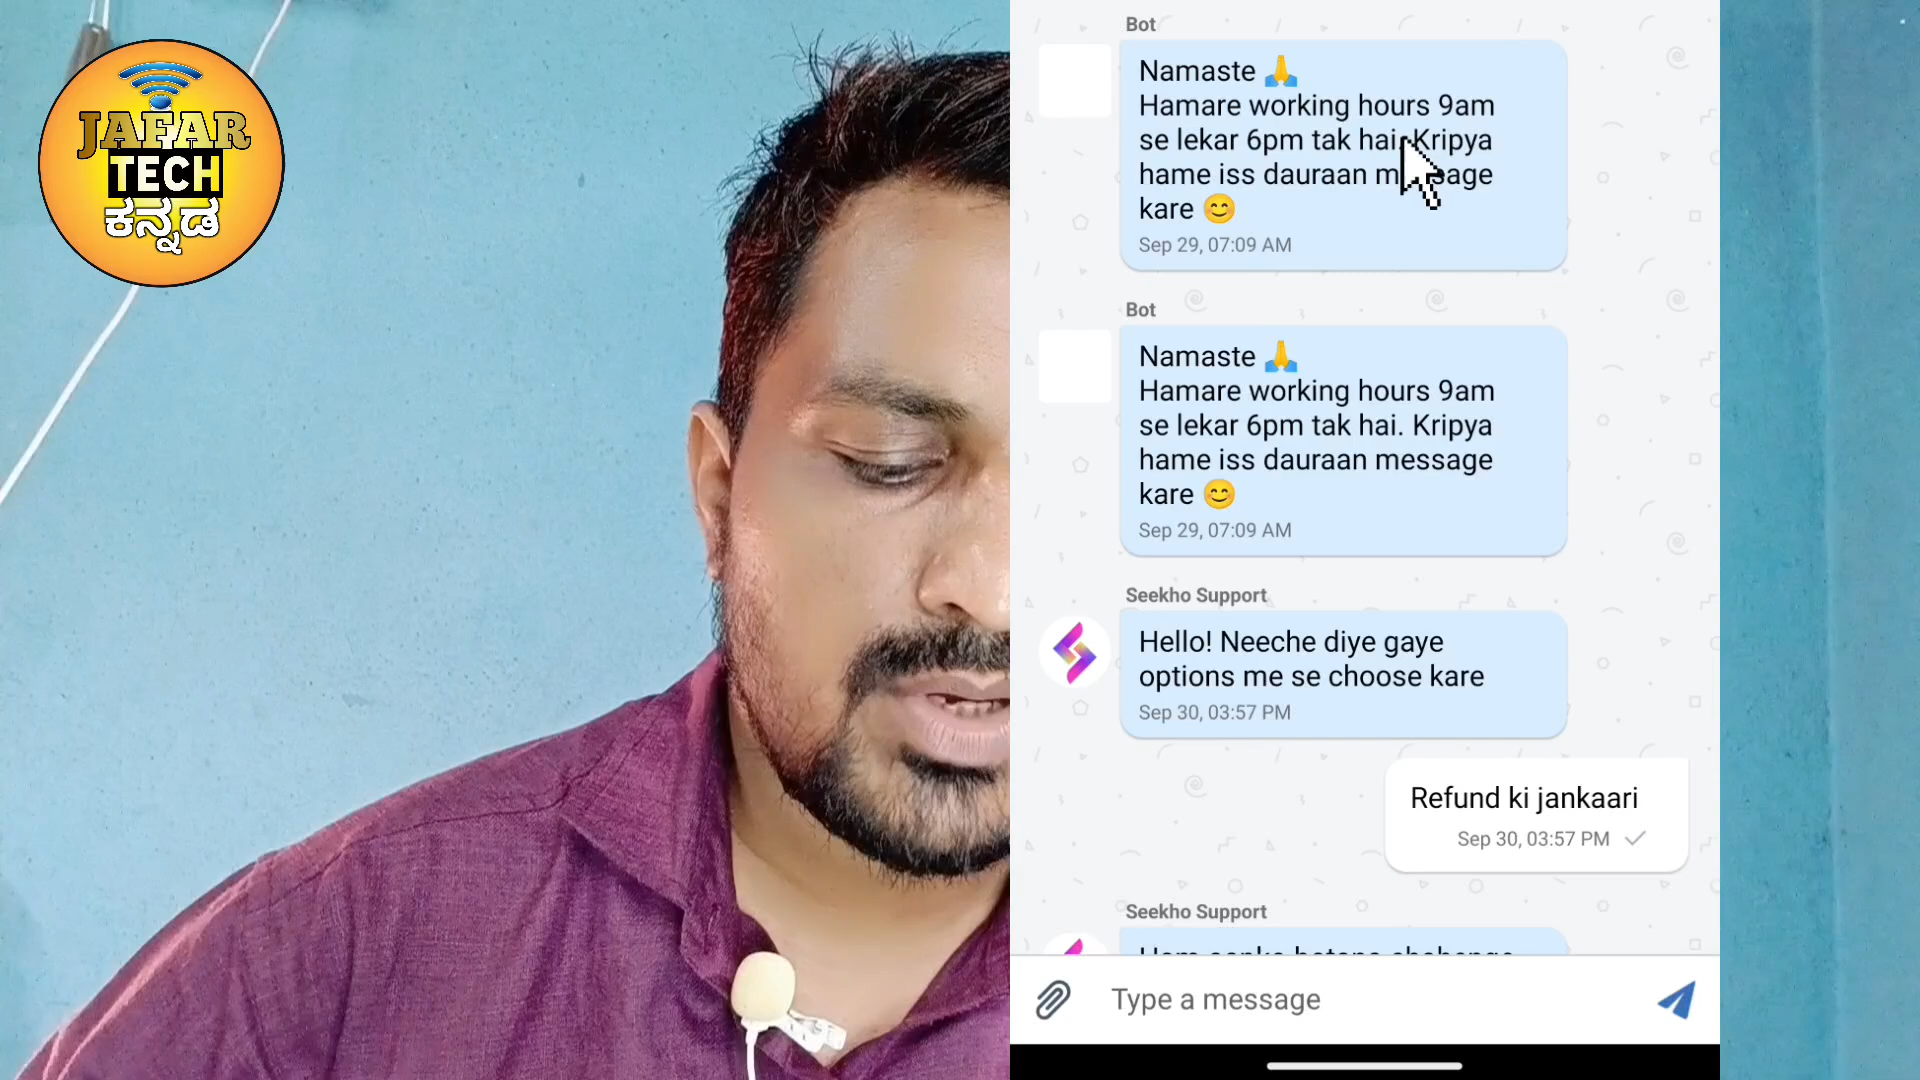 JAFAR
TECH
ಕನ್ನಡ
Bot
Namaste 🙏
Hamare working hours 9am
se lekar 6pm tak hai. Kripya
hame iss dauraan message
kare 😊
Sep 29, 07:09 AM
Bot
Namaste 🙏
Hamare working hours 9am
se lekar 6pm tak hai. Kripya
hame iss dauraan message
kare 😊
Sep 29, 07:09 AM
Seekho Support
Hello! Neeche diye gaye
options me se choose kare
Sep 30, 03:57 PM
Refund ki jankaari
Sep 30, 03:57 PM
Seekho Support
Type a message